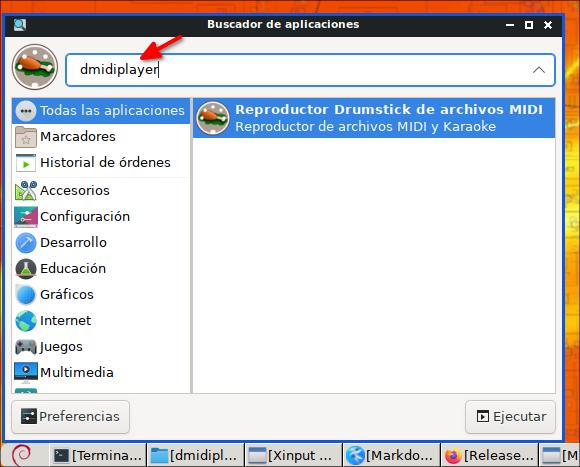 Buscador de aplicaciones
dmidiplayer
Todas las aplicaciones
Marcadores
Historial de órdenes
Accesorios
Configuración
Desarrollo
Educación
Gráficos
Internet
Juegos
Multimedia
Reproductor Drumstick de archivos MIDI
Reproductor de archivos MIDI y Karaoke
Preferencias
Ejecutar
[Termina...
[dmidipl...
[Xinput ...
[Markdo...
[Release...
[M